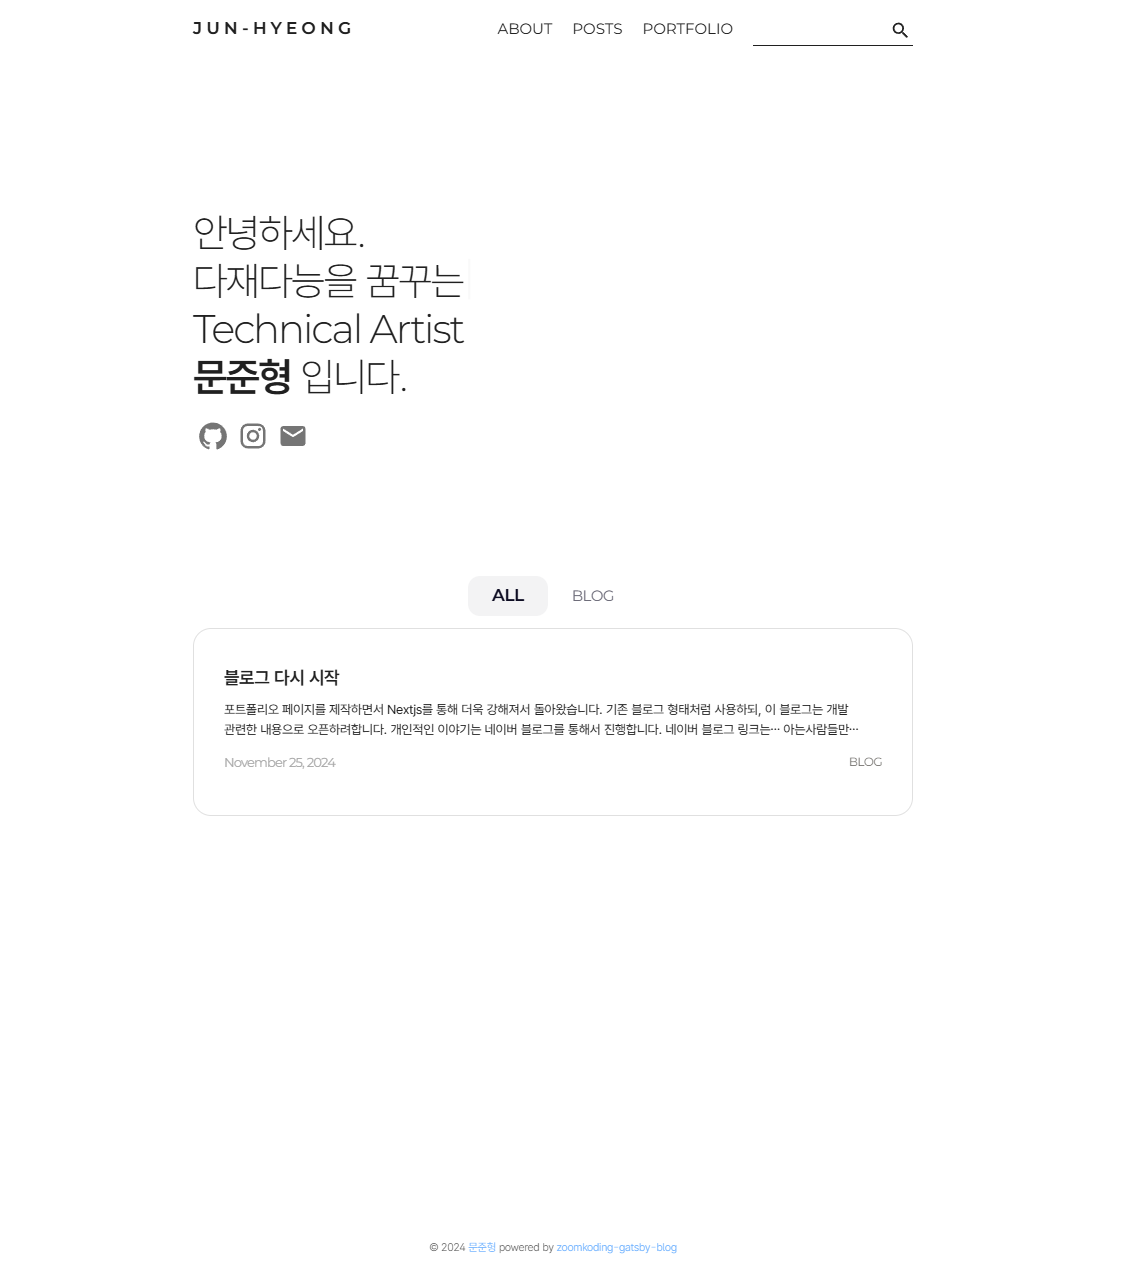 JUN-HYEONG
ABOUT POSTS PORTFOLIO
안녕하세요.
다재다능을 꿈꾸는
Technical Artist
문준형 입니다.
ALL BLOG
블로그 다시 시작
포트폴리오 페이지를 제작하면서 Nextjs를 통해 더욱 강해져서 돌아왔습니다. 기존 블로그 형태처럼 사용하되, 이 블로그는 개발
관련한 내용으로 오픈하려합니다. 개인적인 이야기는 네이버 블로그를 통해서 진행합니다. 네이버 블로그 링크는… 아는사람들만…
November 25, 2024 BLOG
© 2024 문준형 powered by zoomkoding-gatsby-blog